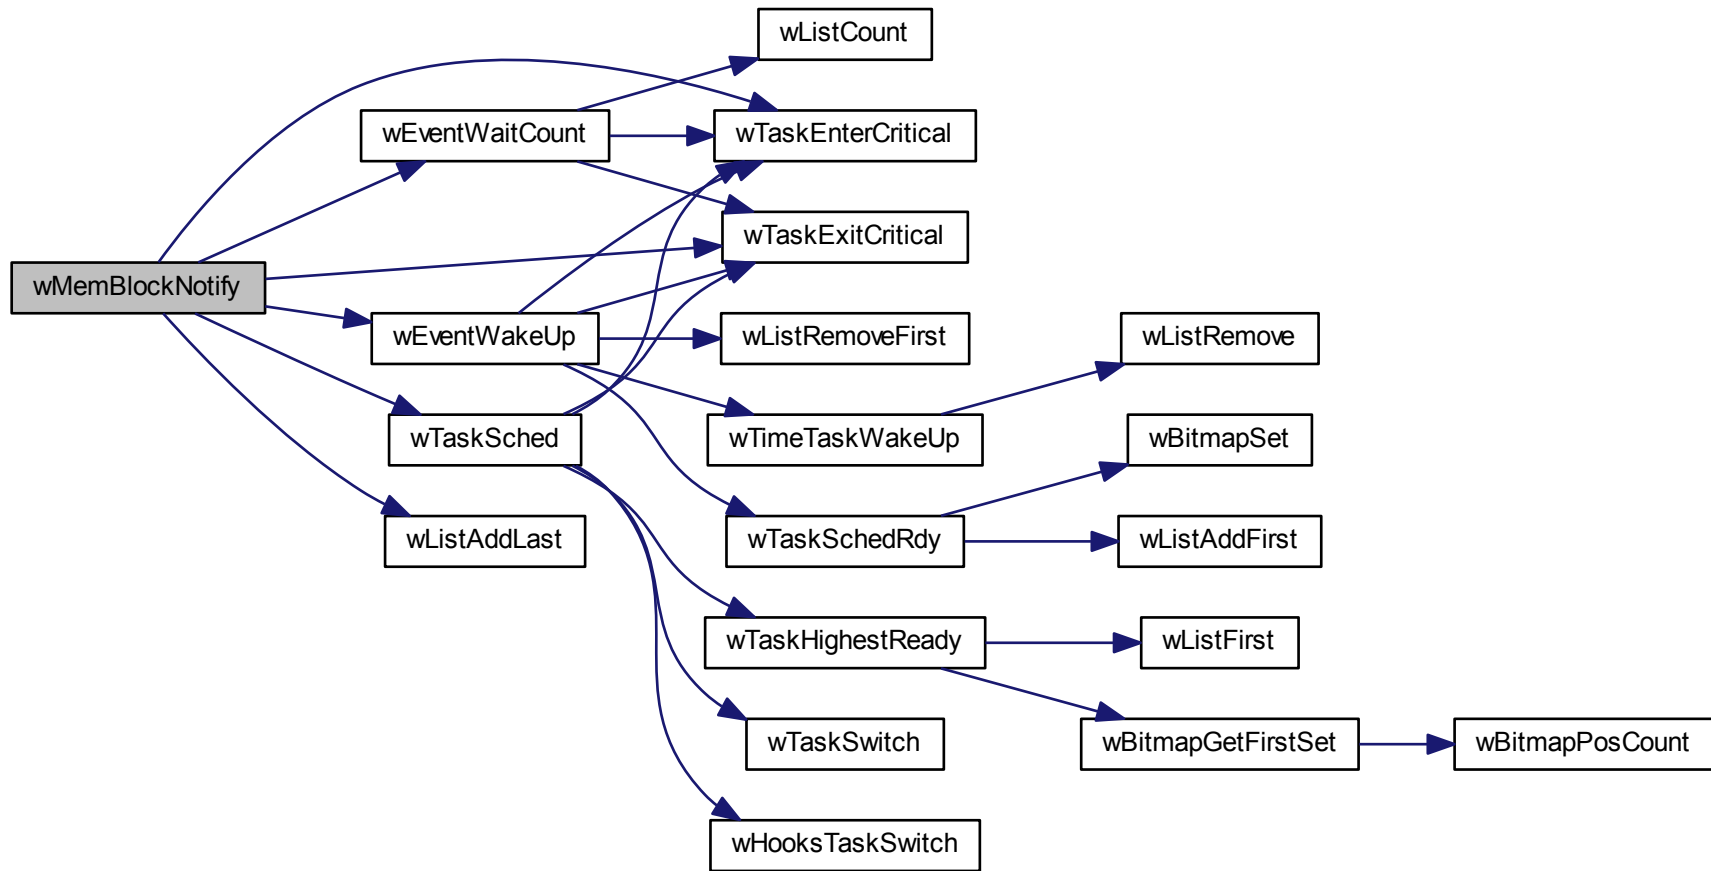 wListCount
wEventWaitCount
wTaskEnterCritical
wTaskExitCritical
wMemBlockNotify
wEventWakeUp
wListRemoveFirst
wListRemove
wTaskSched
wTimeTaskWakeUp
wBitmapSet
wListAddLast
wTaskSchedRdy
wListAddFirst
wTaskHighestReady
wListFirst
wTaskSwitch
wBitmapGetFirstSet
wBitmapPosCount
wHooksTaskSwitch